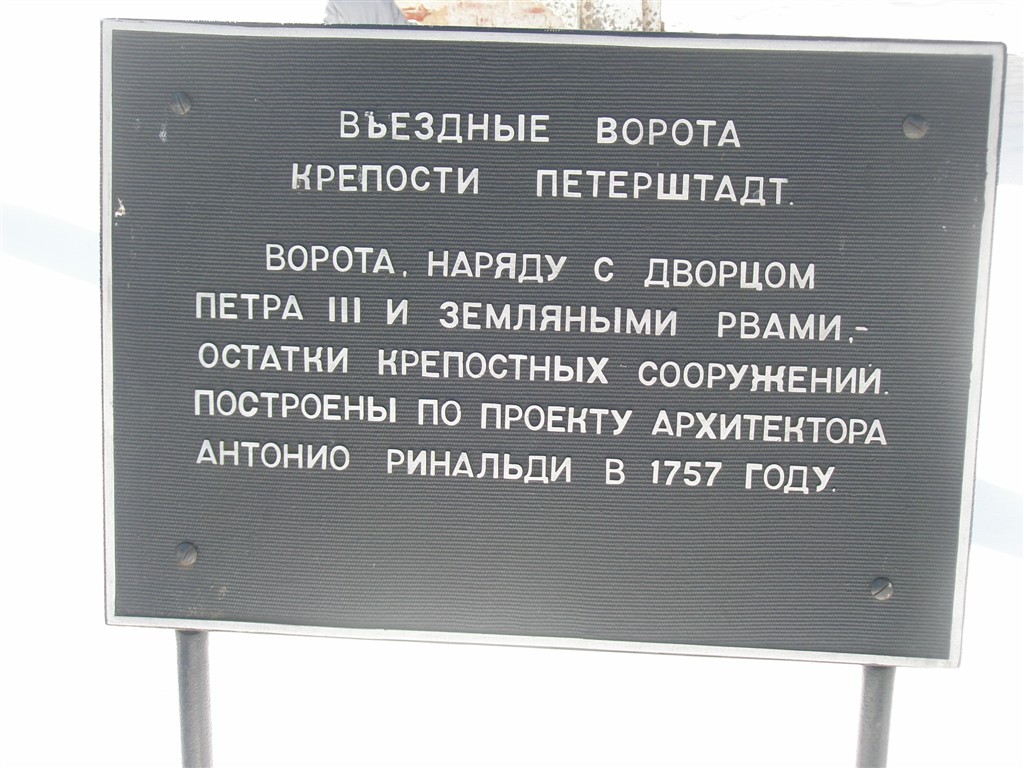 ВЪЕЗДНЫЕ ВОРОТА
КРЕПОСТИ ПЕТЕРШТАДТ.
ВОРОТА, НАРЯДУ С ДВОРЦОМ
ПЕТРА III И ЗЕМЛЯНЫМИ РВАМИ,-
ОСТАТКИ КРЕПОСТНЫХ СООРУЖЕНИЙ.
ПОСТРОЕНЫ ПО ПРОЕКТУ АРХИТЕКТОРА
АНТОНИО РИНАЛЬДИ В 1757 ГОДУ.